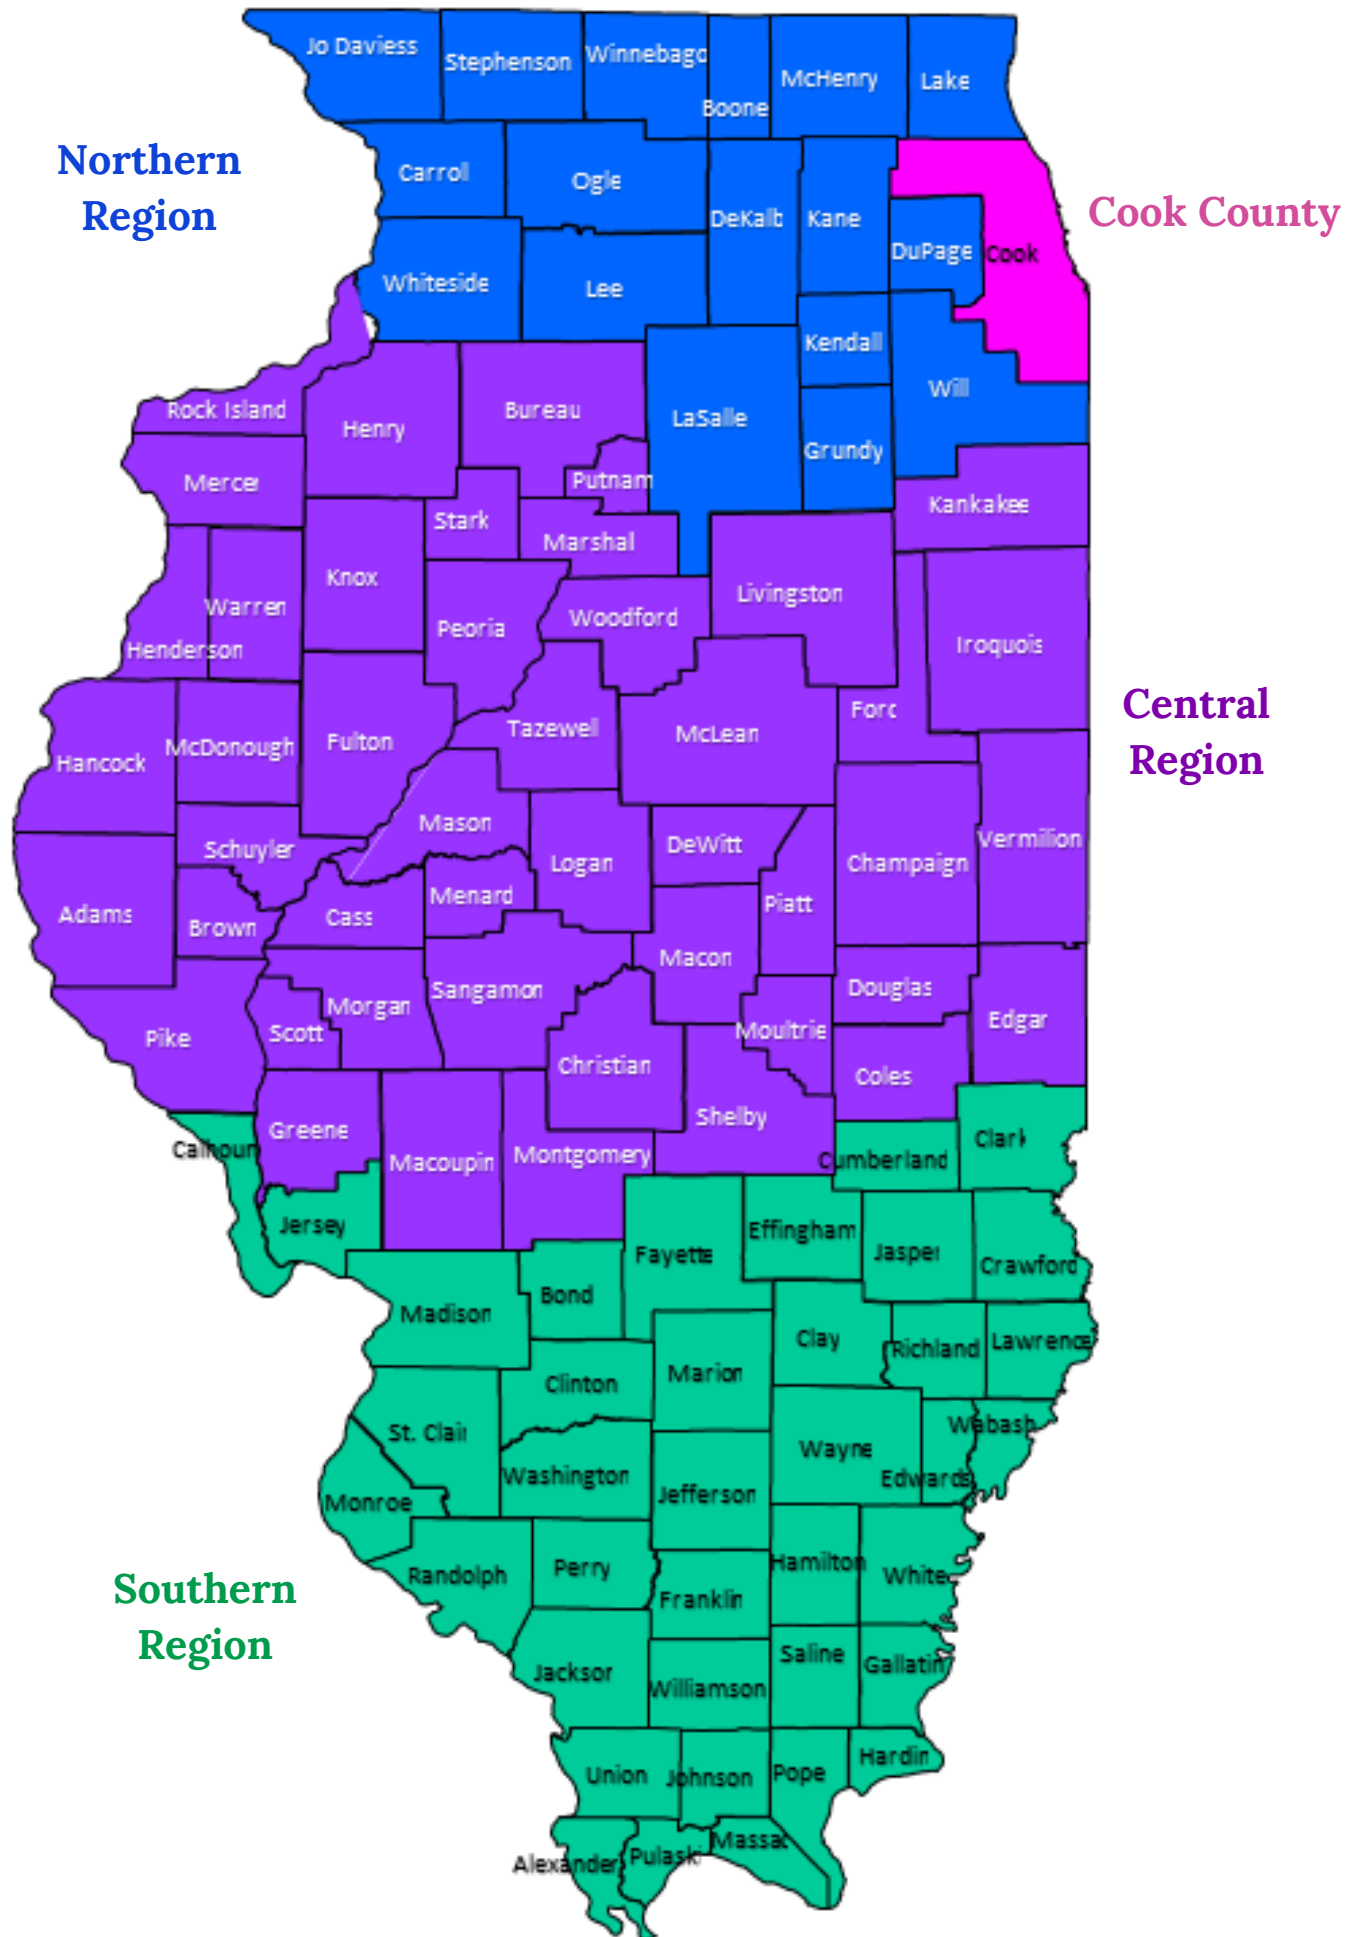 Jo Daviess
Stephenson
Winnebago
Boone
McHenry
Lake
Northern
Region
Carrol
Ogle
DeKalb
Kane
DuPage
Cook
Cook County
Whiteside
Lee
Kendall
Will
LaSalle
Grundy
Rock Island
Henry
Bureau
Putnam
Mercer
Stark
Marshal
Kankakee
Knox
Warren
Henderson
Peoria
Woodford
Livingston
Iroquois
Central
Region
Hancock
McDonough
Fulton
Tazewell
McLean
Ford
Mason
Schuyler
Logan
DeWitt
Champaign
Vermilion
Adams
Brown
Cass
Menard
Piatt
Macon
Pike
Scott
Morgan
Sangamon
Christian
Moultrie
Douglas
Edgar
Coles
Shelby
Calhoun
Greene
Macoupin
Montgomery
Cumberland
Clark
Jersey
Fayette
Effingham
Jasper
Crawford
Madison
Bond
Clay
Richland
Lawrence
Marion
Clinton
St. Clair
Wayne
Wabash
Edwards
Washington
Jefferson
Monroe
Southern
Region
Randolph
Perry
Franklin
Hamilton
White
Jackson
Williamson
Saline
Gallatin
Union
Johnson
Pope
Hardin
Alexander
Pulaski
Massac